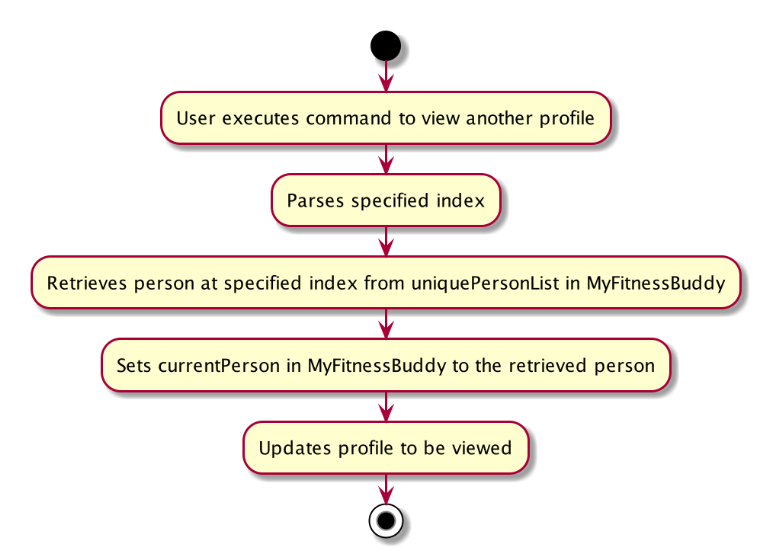 User executes command to view another profile
Parses specified index
Retrieves person at specified index from uniquePersonList in MyFitnessBuddy
Sets currentPerson in MyFitnessBuddy to the retrieved person
Updates profile to be viewed